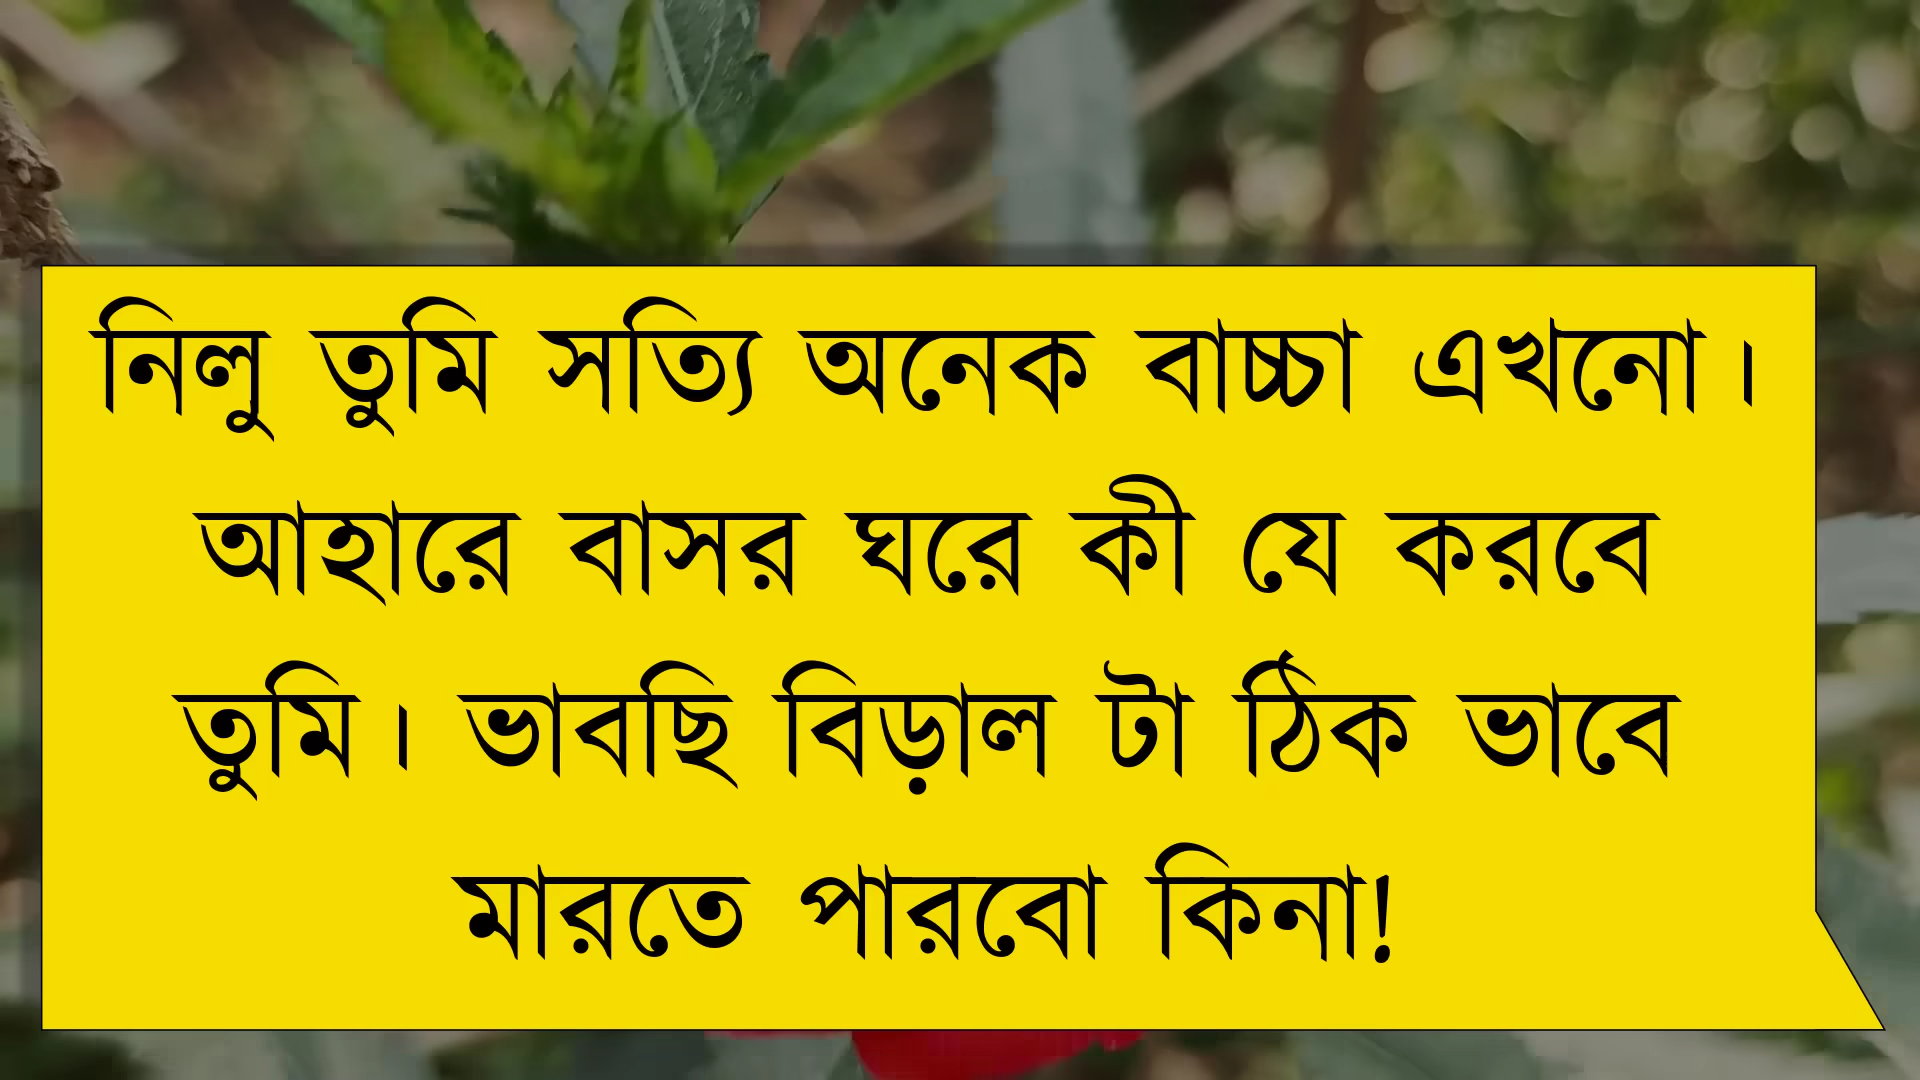 নিলু তুমি সত্যি অনেক বাচ্চা এখনো।
আহারে বাসর ঘরে কী যে করবে
তুমি। ভাবছি বিড়াল টা ঠিক ভাবে
মারতে পারবো কিনা!